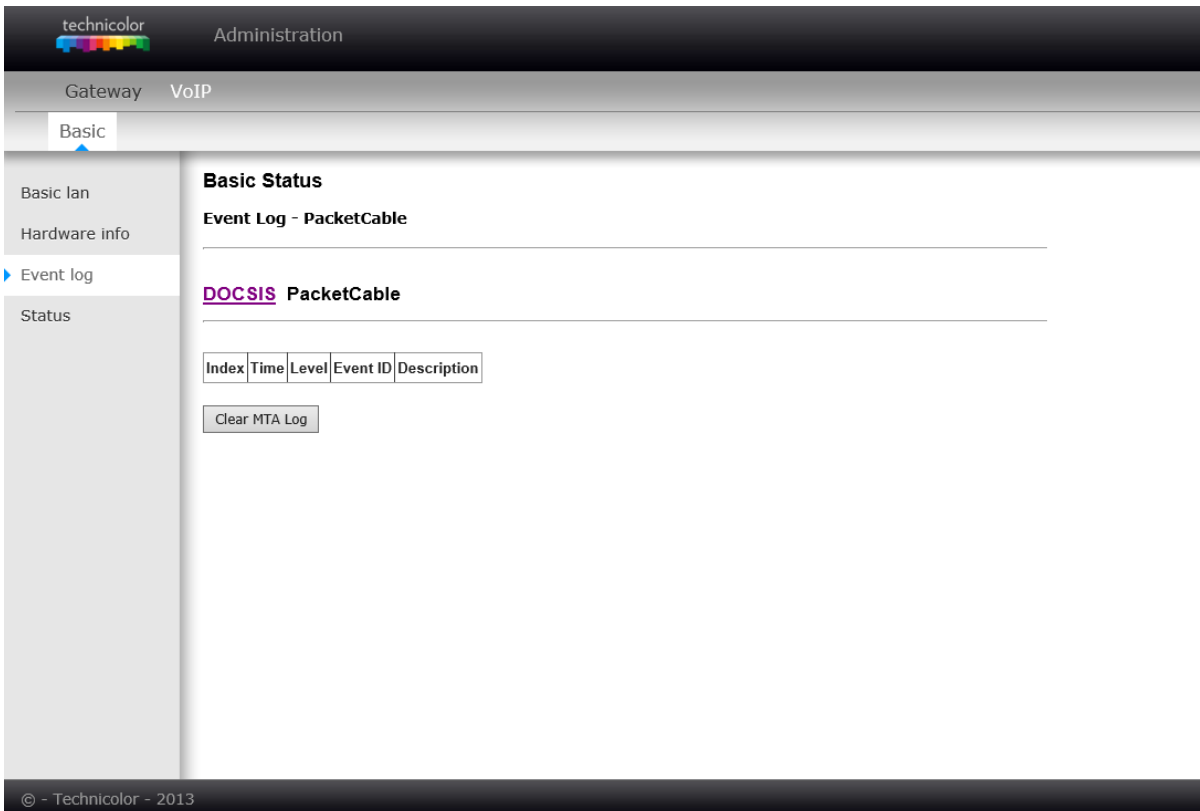 technicolor
Administration
Gateway VoIP
Basic
Basic lan
Hardware info
Event log
Status
Basic Status
Event Log - PacketCable
DOCSIS PacketCable
Index Time Level Event ID Description
Clear MTA Log
© - Technicolor - 2013